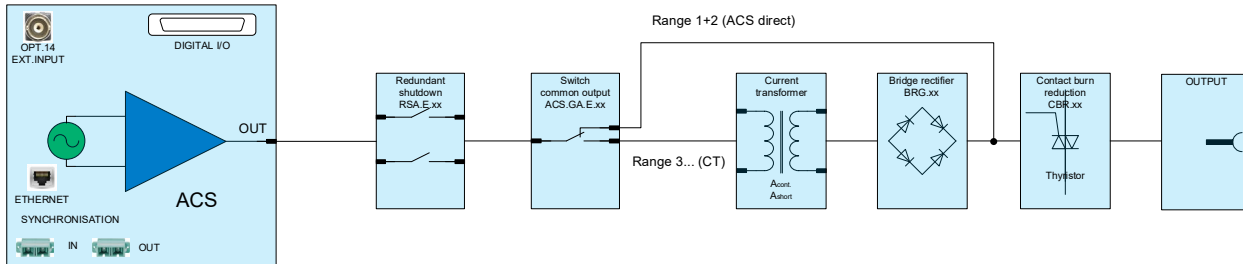 OPT.14
EXT.INPUT
DIGITAL I/O
OUT
ETHERNET
ACS
SYNCHRONISATION
IN
OUT
Redundant
shutdown
RSA.E.xx
Switch
common output
ACS.GA.E.xx
Range 1+2 (ACS direct)
Range 3... (CT)
Current
transformer
Acont.
Ashort
Bridge rectifier
BRG.xx
Contact burn
reduction
CBR.xx
Thyristor
OUTPUT